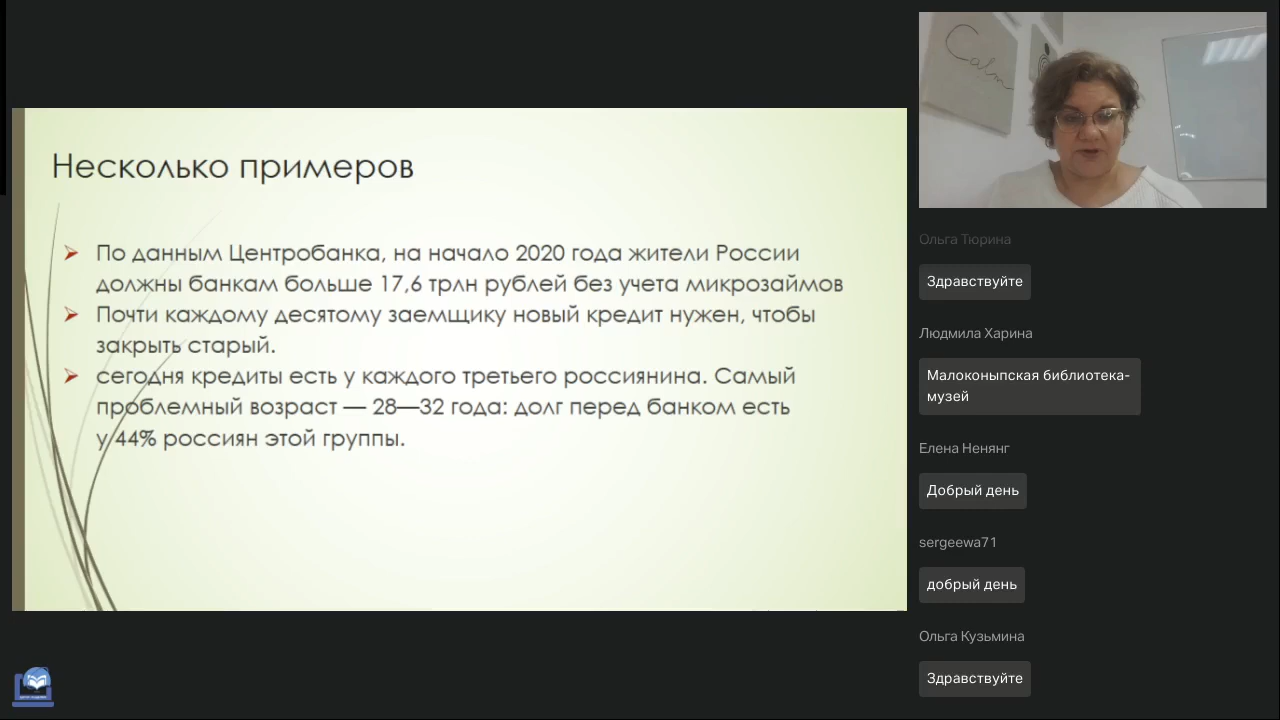 Несколько примеров
По данным Центробанка, на начало 2020 года жители России
должны банкам больше 17,6 трлн рублей без учета микрозаймов
Почти каждому десятому заемщику новый кредит нужен, чтобы
закрыть старый.
сегодня кредиты есть у каждого третьего россиянина. Самый
проблемный возраст — 28—32 года: долг перед банком есть
у 44% россиян этой группы.
Calm
Ольга Тюрина
Здравствуйте
Людмила Харина
Малоконыпская библиотека-
музей
Елена Ненянг
Добрый день
sergeewa71
добрый день
Ольга Кузьмина
Здравствуйте